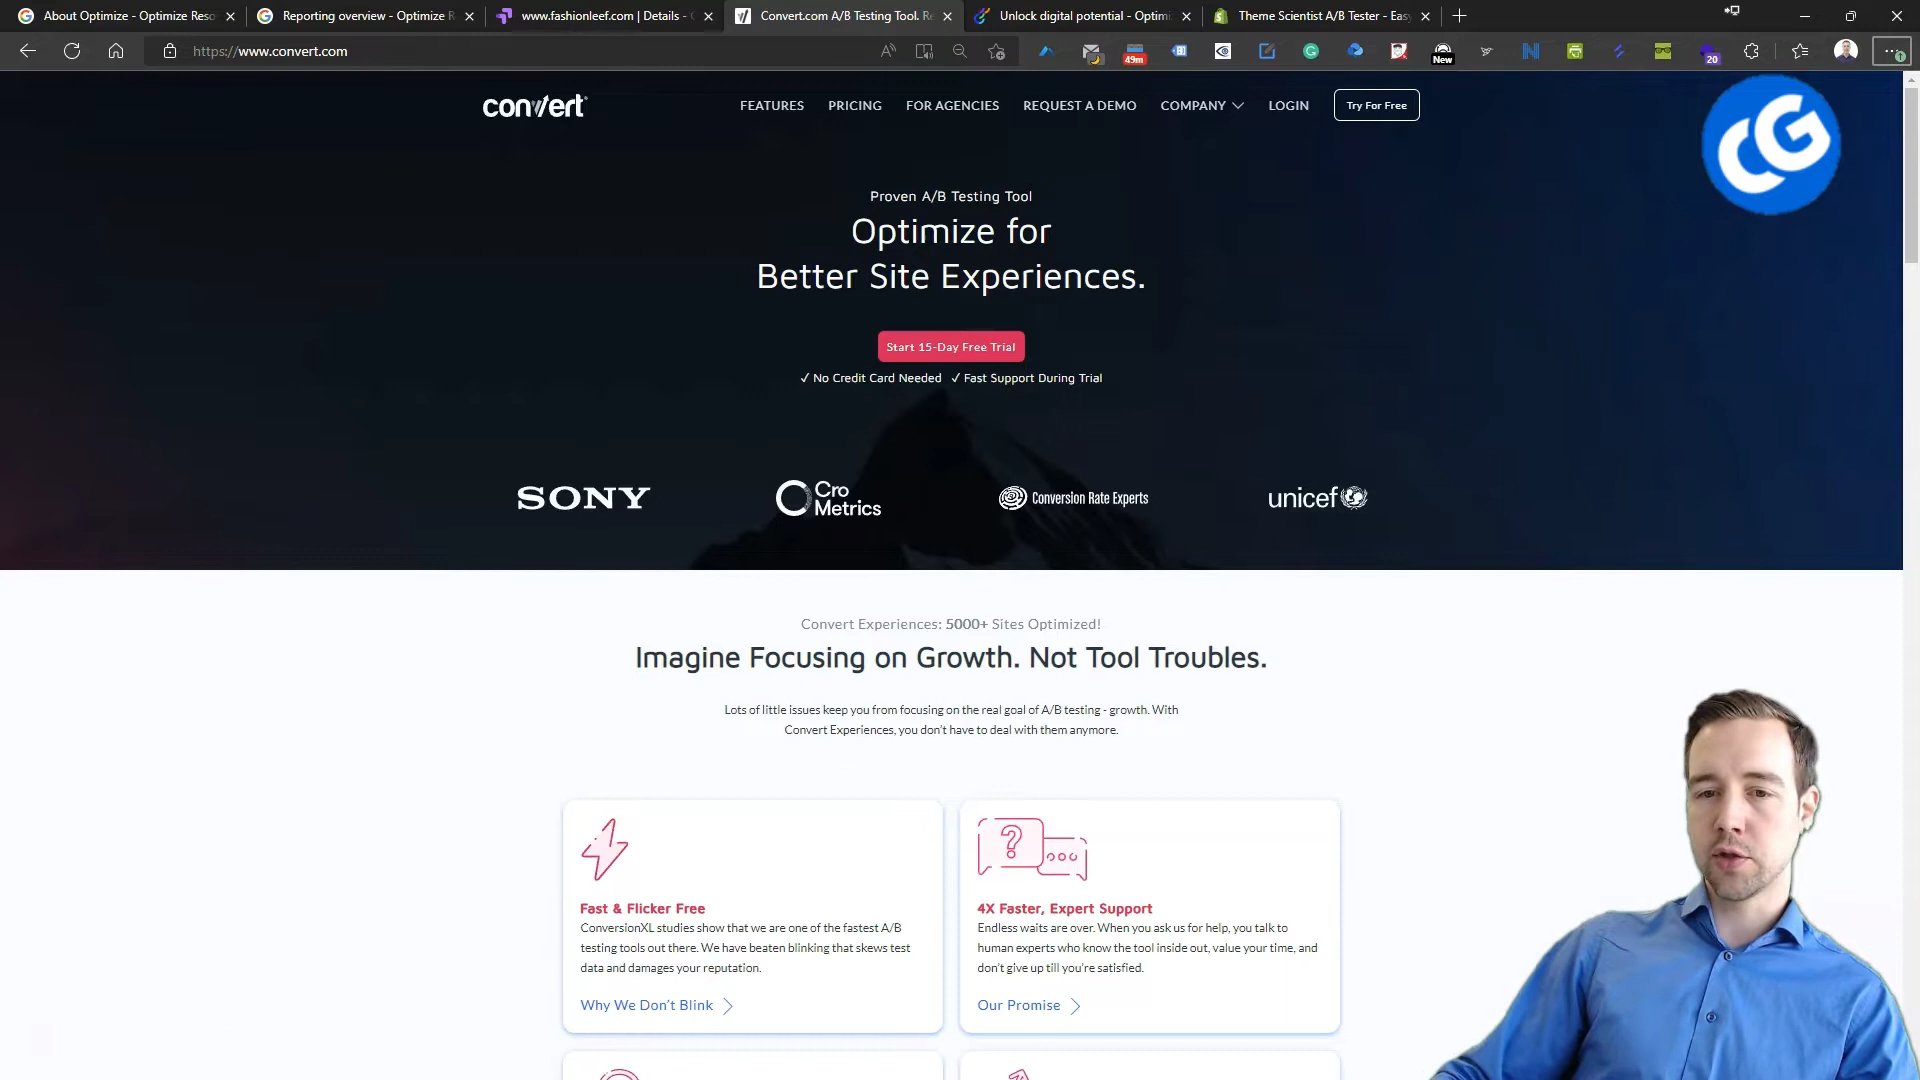 About Optimize - Optimize Reso
Reporting overview - Optimize R
www.fashionleef.com | Details -
Convert.com A/B Testing Tool. Re
Unlock digital potential - Optimi
Theme Scientist A/B Tester - Easy
https://www.convert.com
49m
New
20
1
convert
FEATURES
PRICING
FOR AGENCIES
REQUEST A DEMO
COMPANY
LOGIN
Try For Free
CG
Proven A/B Testing Tool
Optimize for
Better Site Experiences.
Start 15-Day Free Trial
✓ No Credit Card Needed ✓ Fast Support During Trial
SONY
Cro
Metrics
Conversion Rate Experts
unicef
Convert Experiences: 5000+ Sites Optimized!
Imagine Focusing on Growth. Not Tool Troubles.
Lots of little issues keep you from focusing on the real goal of A/B testing - growth. With
Convert Experiences, you don't have to deal with them anymore.
Fast & Flicker Free
ConversionXL studies show that we are one of the fastest A/B
testing tools out there. We have beaten blinking that skews test
data and damages your reputation.
Why We Don't Blink
4X Faster, Expert Support
Endless waits are over. When you ask us for help, you talk to
human experts who know the tool inside out, value your time, and
don't give up till you're satisfied.
Our Promise